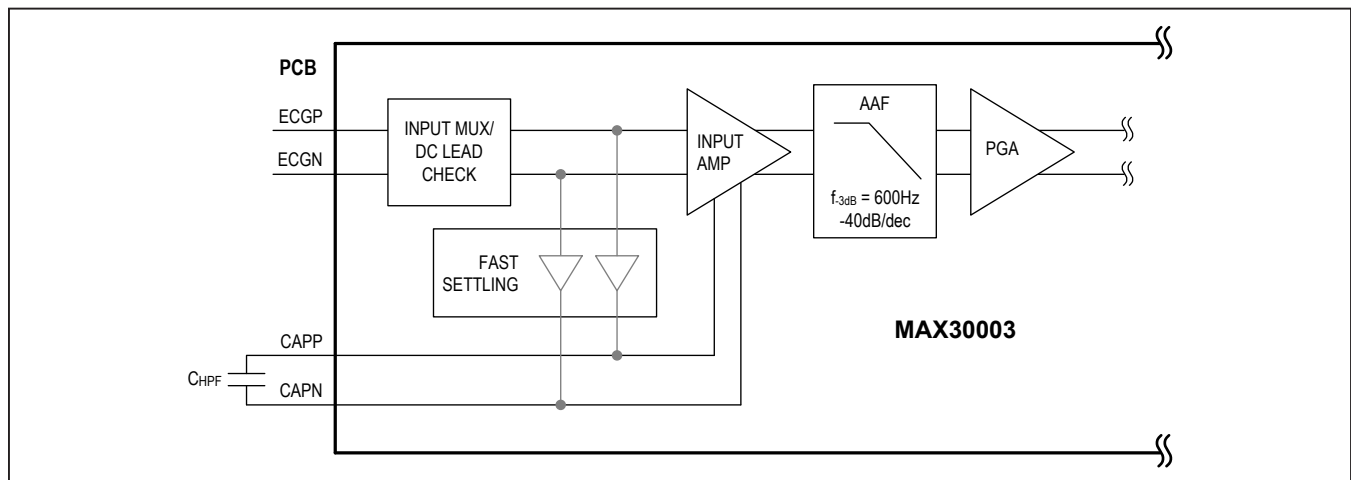 PCB
ECGP
ECGN
INPUT MUX/
DC LEAD
CHECK
INPUT
AMP
AAF
f-3dB = 600Hz
-40dB/dec
PGA
FAST
SETTLING
MAX30003
CAPP
CHPF
CAPN